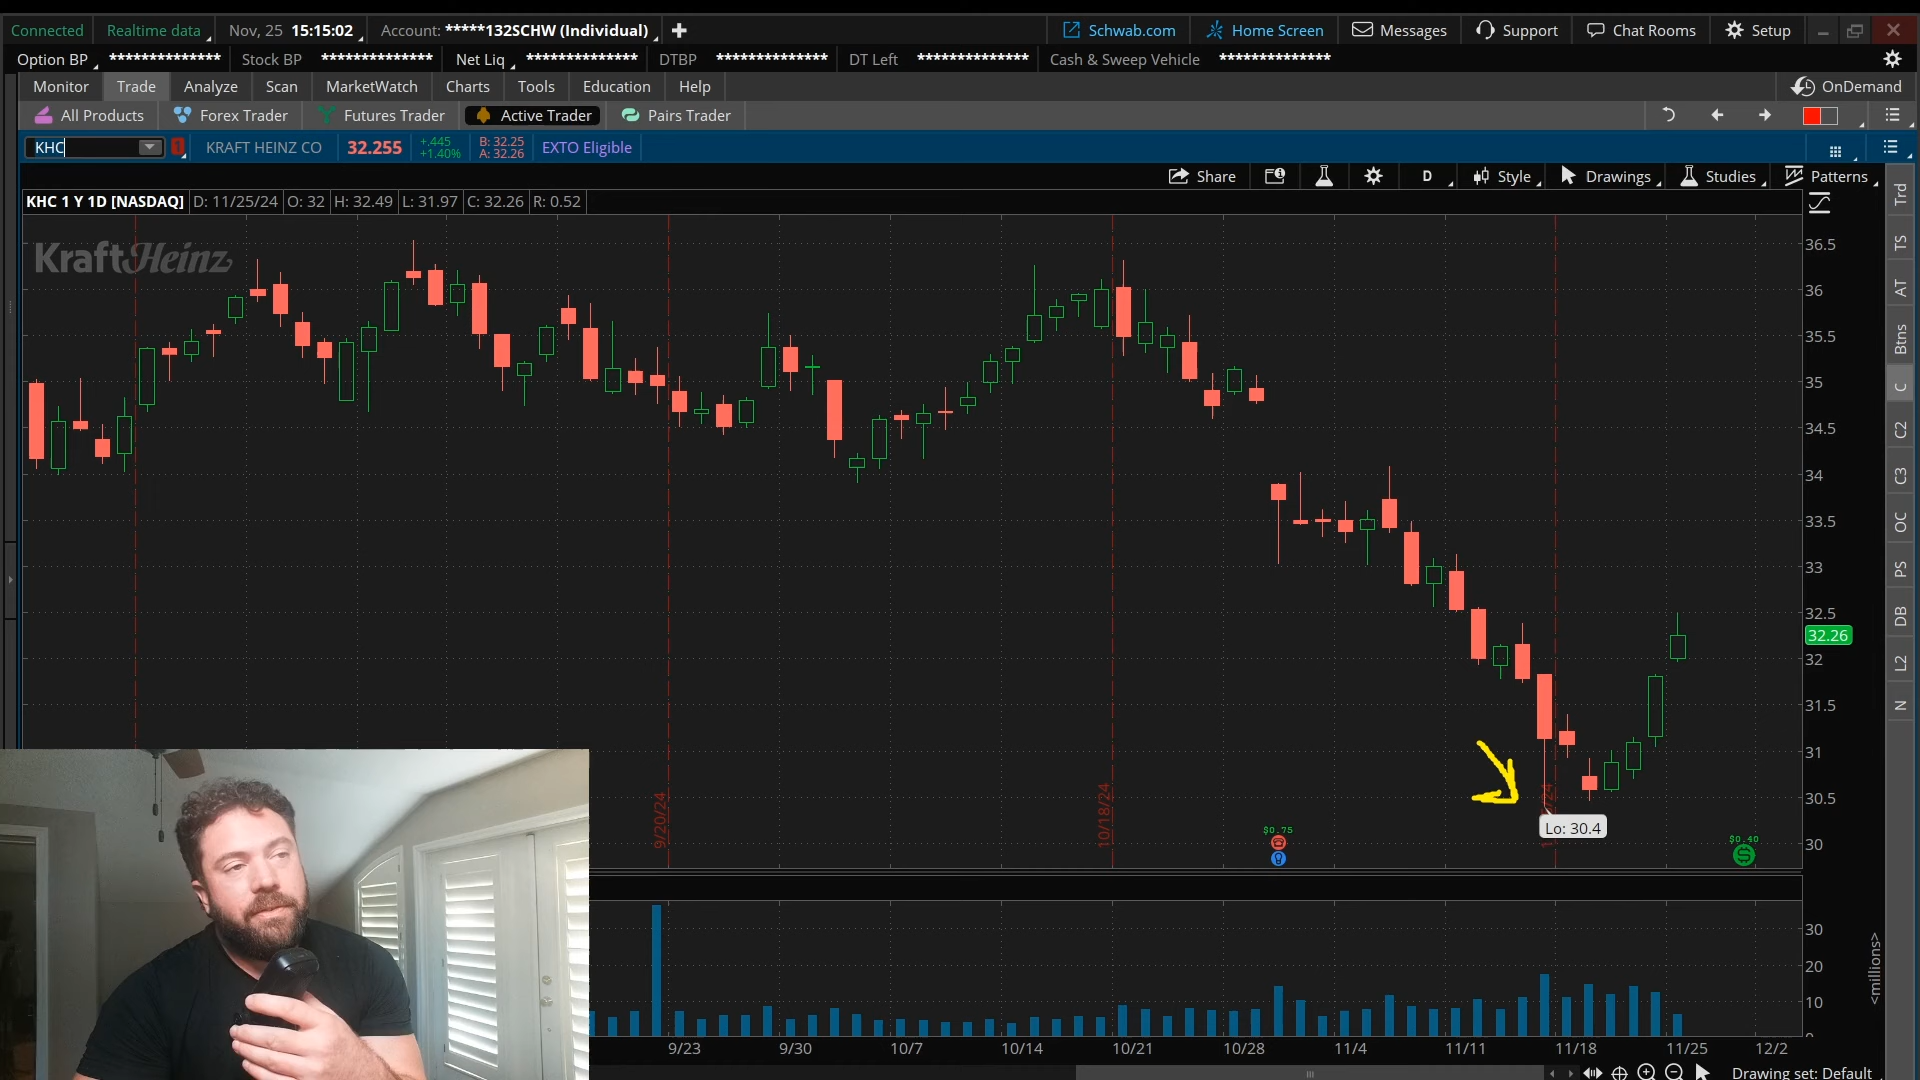 Connected Realtime data Nov, 25 15:15:02 Account: *****132SCHW (Individual) Schwab.com Home Screen Messages Support Chat Rooms Setup
Option BP ************** Stock BP ************** Net Liq ************** DTBP ************** DT Left ************** Cash & Sweep Vehicle **************
Monitor Trade Analyze Scan MarketWatch Charts Tools Education Help OnDemand
All Products Forex Trader Futures Trader Active Trader Pairs Trader
KHC 1 KRAFT HEINZ CO 32.255 +.445 +1.40% B: 32.25 A: 32.26 EXTO Eligible
Share D Style Drawings Studies Patterns
KHC 1 Y 1D [NASDAQ] D: 11/25/24 O: 32 H: 32.49 L: 31.97 C: 32.26 R: 0.52
KraftHeinz
36.5
36
35.5
35
34.5
34
33.5
33
32.5
32.26
32
31.5
31
30.5
30
Trd
TS
AT
Btns
C
C2
C3
OC
PS
DB
L2
N
9/20/24
10/18/24
Lo: 30.4
$0.75
$0.40
30
20
10
<millions>
9/23 9/30 10/7 10/14 10/21 10/28 11/4 11/11 11/18 11/25 12/2
Drawing set: Default